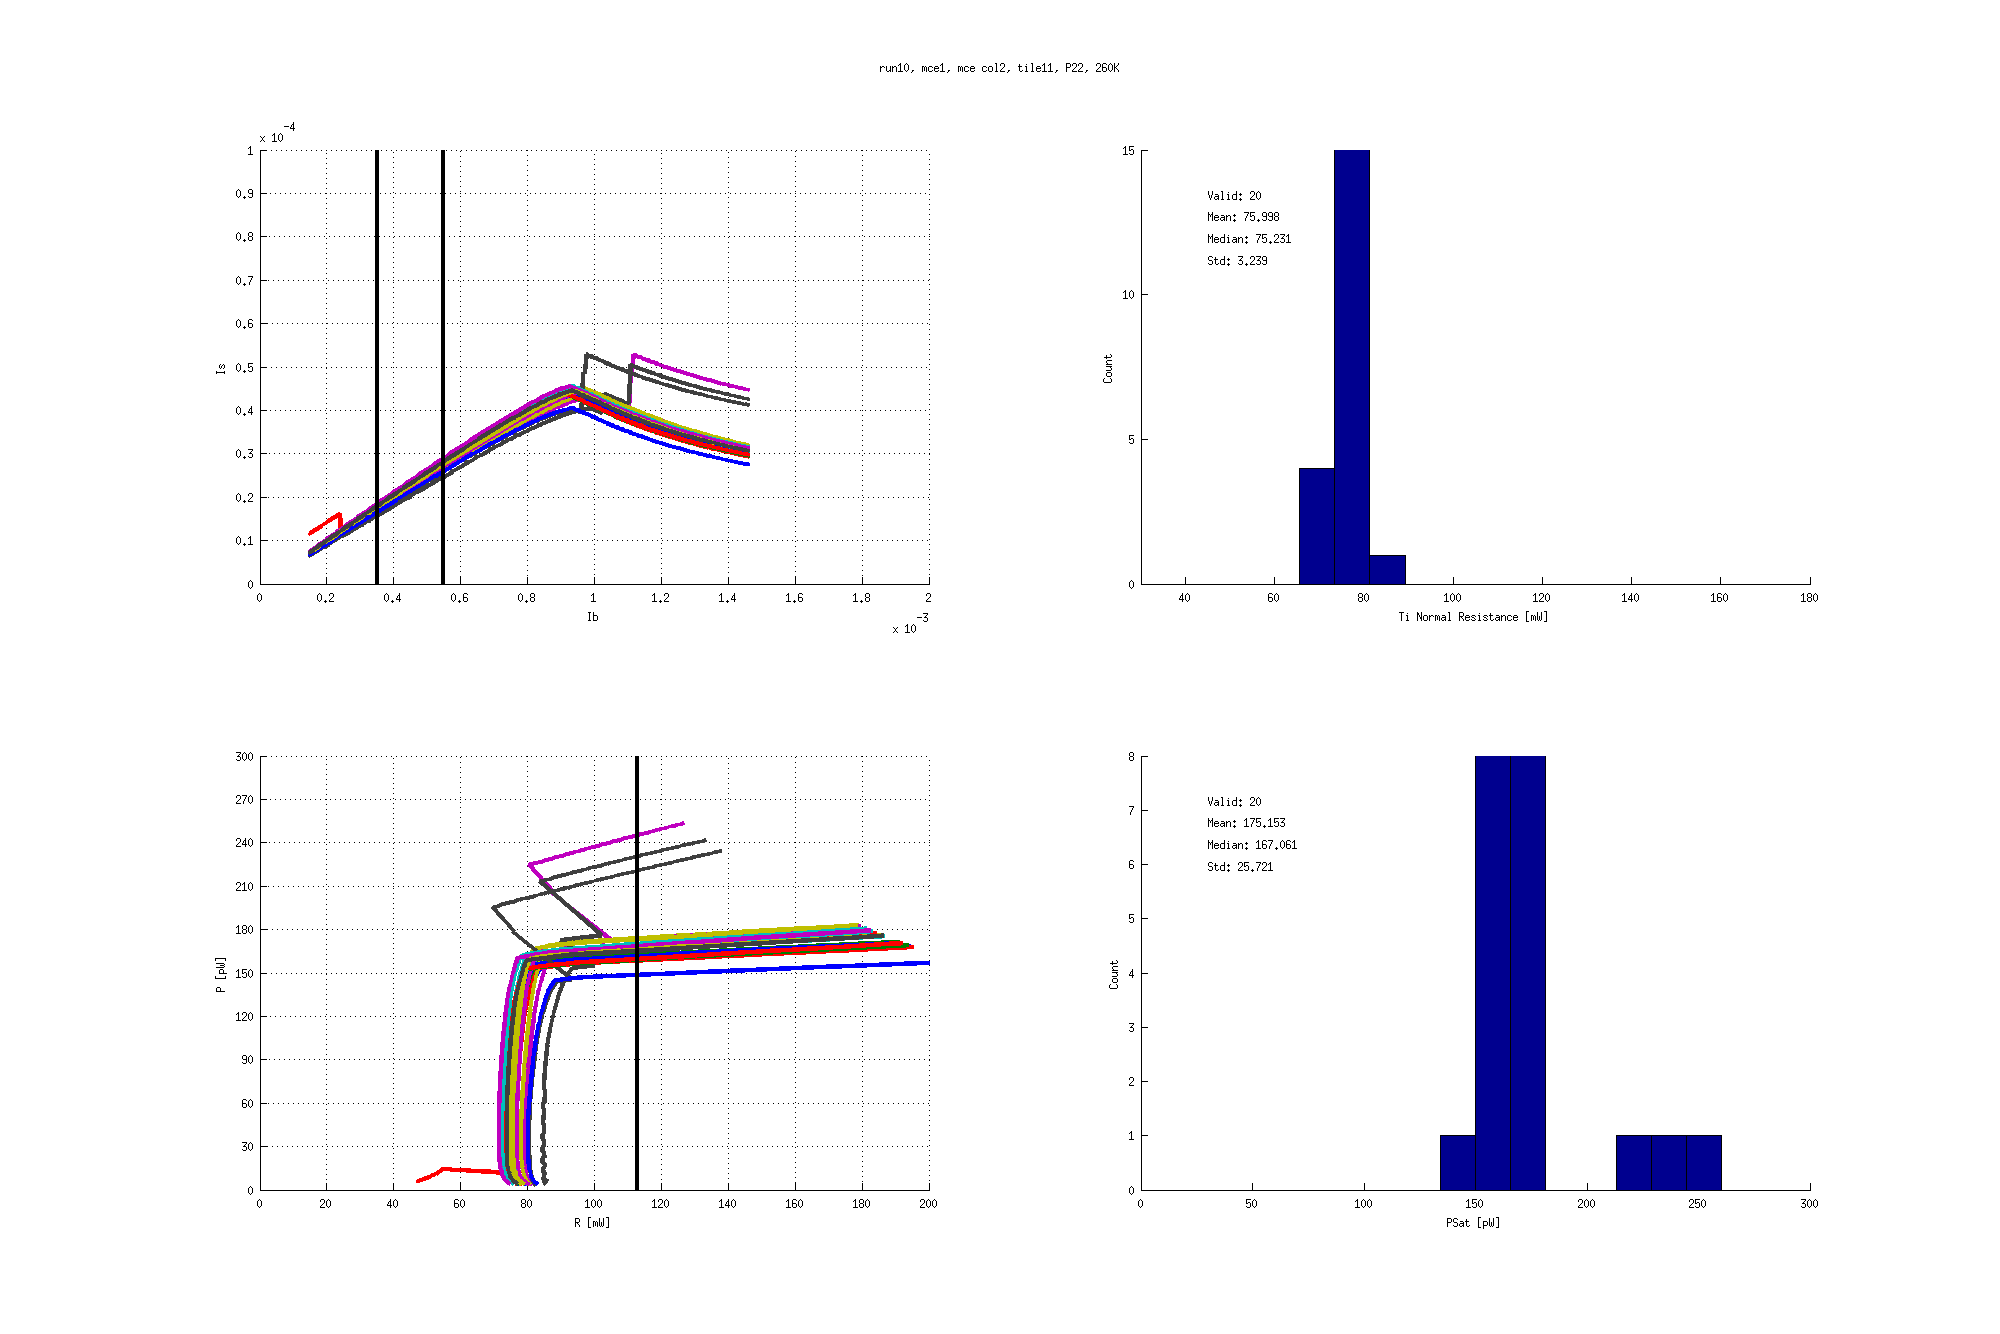 run10, mce1, mce col2, tile11, P22, 260K
x 10
-4
1
0.9
0.8
0.7
0.6
0.5
0.4
0.3
0.2
0.1
0
Is
0 0.2 0.4 0.6 0.8 1 1.2 1.4 1.6 1.8 2
Ib
x 10
-3
15
10
5
0
Count
Valid: 20
Mean: 75.998
Median: 75.231
Std: 3.239
40 60 80 100 120 140 160 180
Ti Normal Resistance [mW]
300
270
240
210
180
150
120
90
60
30
0
P [pW]
0 20 40 60 80 100 120 140 160 180 200
R [mW]
8
7
6
5
4
3
2
1
0
Count
Valid: 20
Mean: 175.153
Median: 167.061
Std: 25.721
0 50 100 150 200 250 300
PSat [pW]